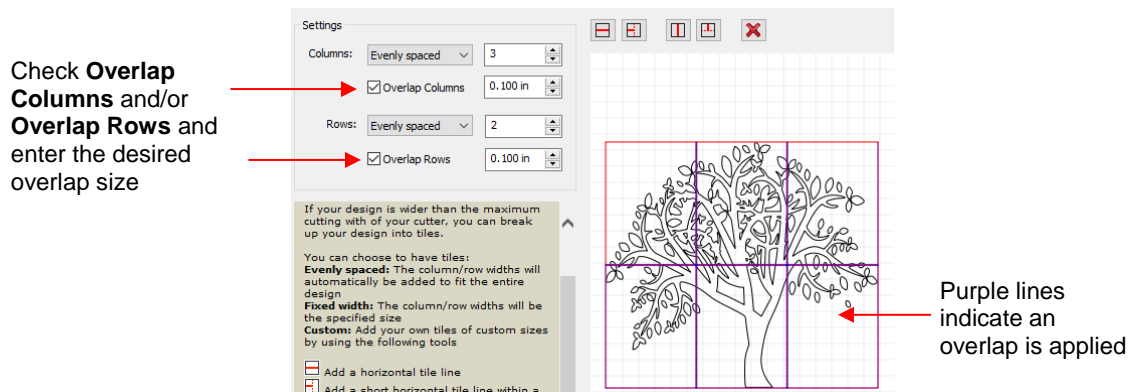 Check Overlap
Columns and/or
Overlap Rows and
enter the desired
overlap size
Settings
Columns: Evenly spaced 3
Overlap Columns 0.100 in
Rows: Evenly spaced 2
Overlap Rows 0.100 in
If your design is wider than the maximum
cutting with of your cutter, you can break
up your design into tiles.
You can choose to have tiles:
Evenly spaced: The column/row widths will
automatically be added to fit the entire
design
Fixed width: The column/row widths will be
the specified size
Custom: Add your own tiles of custom sizes
by using the following tools
Add a horizontal tile line
Add a short horizontal tile line within a
Purple lines
indicate an
overlap is applied